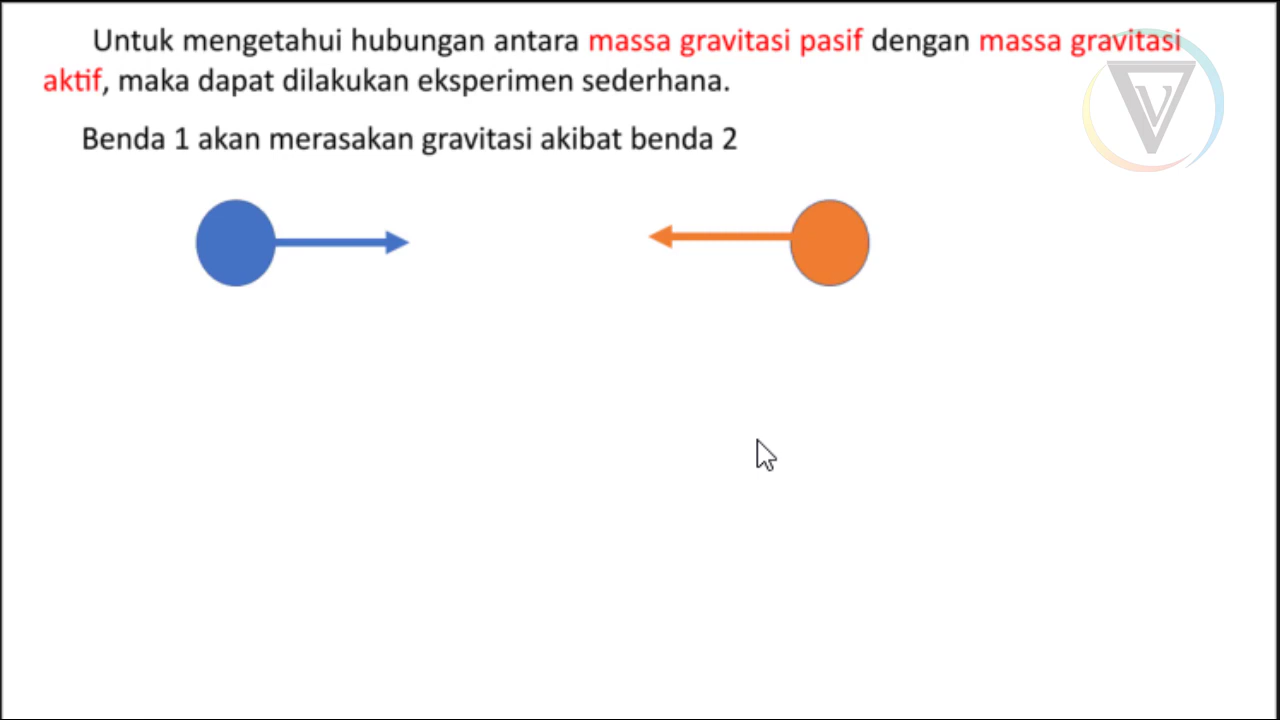 Untuk mengetahui hubungan antara massa gravitasi pasif dengan massa gravitasi
aktif, maka dapat dilakukan eksperimen sederhana.
Benda 1 akan merasakan gravitasi akibat benda 2